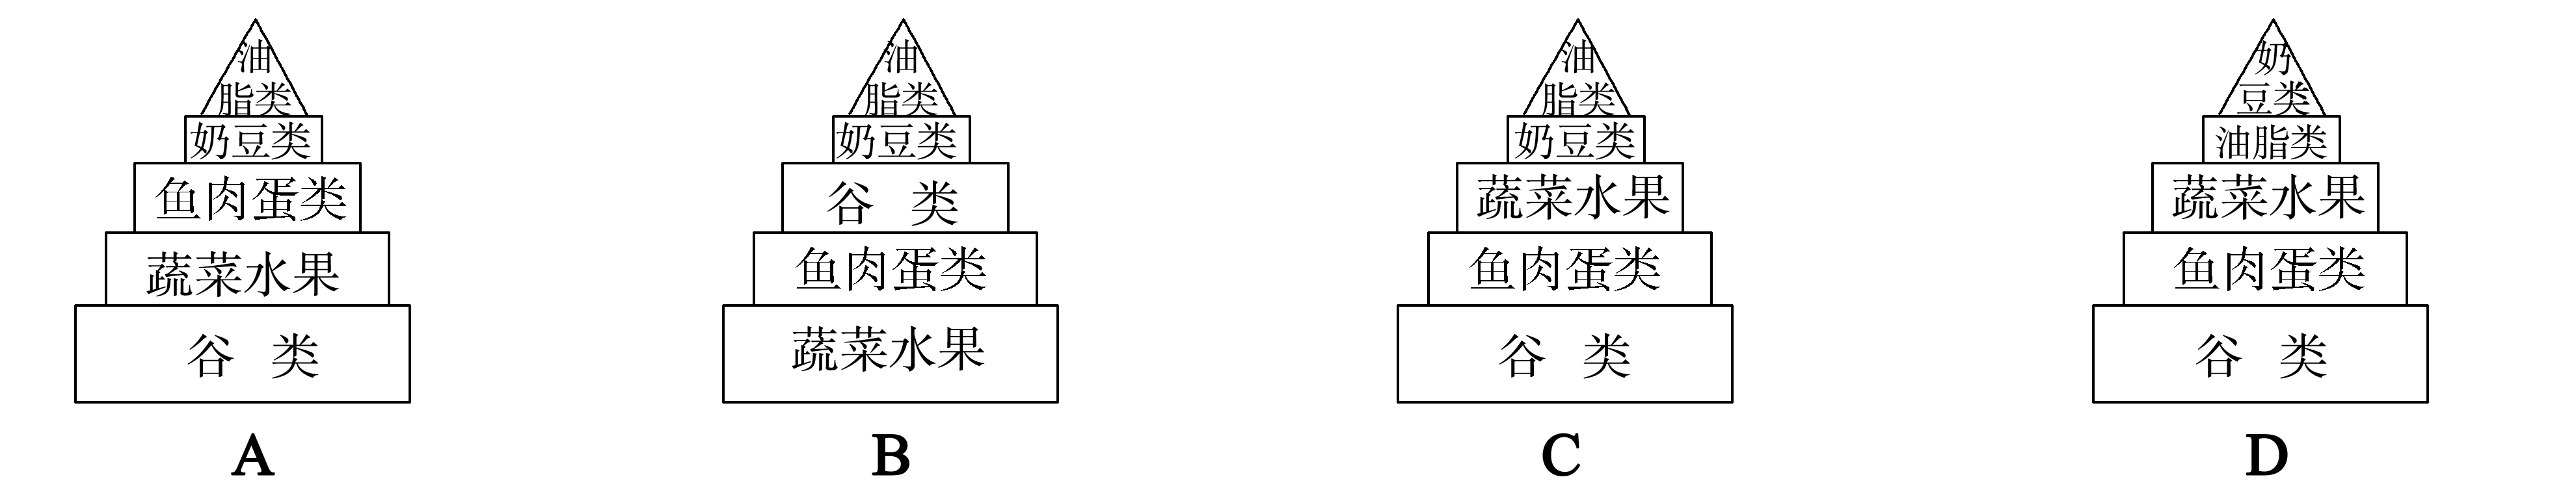 油
脂类
奶豆类
鱼肉蛋类
蔬菜水果
谷 类
A
油
脂类
奶豆类
谷 类
鱼肉蛋类
蔬菜水果
B
油
脂类
奶豆类
蔬菜水果
鱼肉蛋类
谷 类
C
奶
豆类
油脂类
蔬菜水果
鱼肉蛋类
谷 类
D